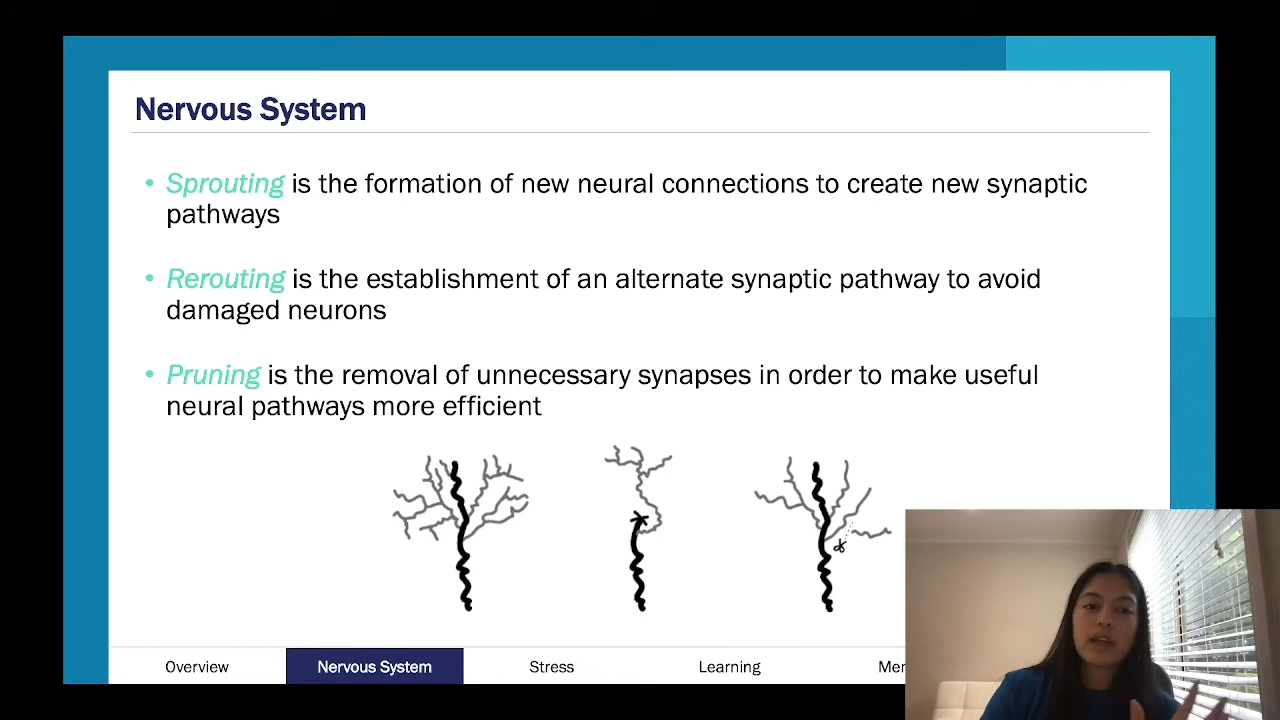 Nervous System
• Sprouting is the formation of new neural connections to create new synaptic
pathways
• Rerouting is the establishment of an alternate synaptic pathway to avoid
damaged neurons
• Pruning is the removal of unnecessary synapses in order to make useful
neural pathways more efficient
Overview Nervous System Stress Learning